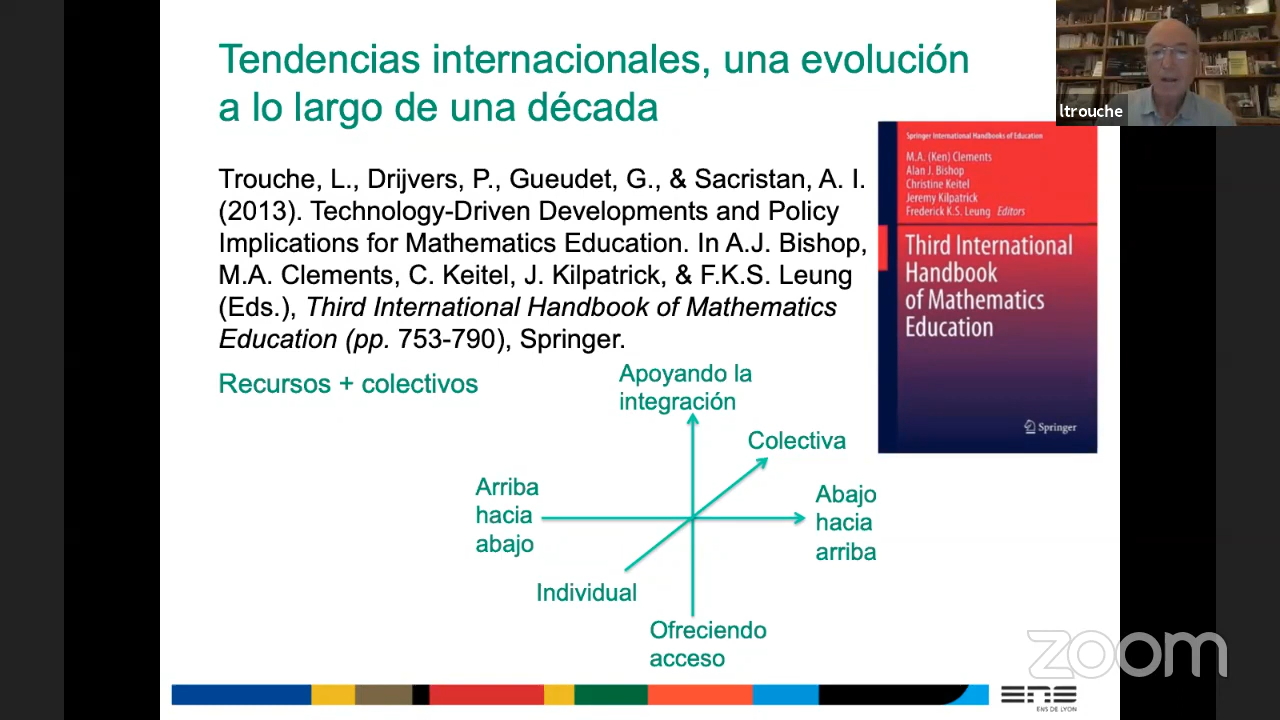 Tendencias internacionales, una evolución
a lo largo de una década
ltrouche
Trouche, L., Drijvers, P., Gueudet, G., & Sacristan, A. I.
(2013). Technology-Driven Developments and Policy
Implications for Mathematics Education. In A.J. Bishop,
M.A. Clements, C. Keitel, J. Kilpatrick, & F.K.S. Leung
(Eds.), Third International Handbook of Mathematics
Education (pp. 753-790), Springer.
Springer International Handbooks of Education
M.A. (Ken) Clements
Alan J. Bishop
Christine Keitel
Jeremy Kilpatrick
Frederick K.S. Leung Editors
Third International
Handbook
of Mathematics
Education
Springer
Recursos + colectivos
Apoyando la
integración
Colectiva
Arriba
hacia
abajo
Abajo
hacia
arriba
Individual
Ofreciendo
acceso
zoom
ENS
ENS DE LYON